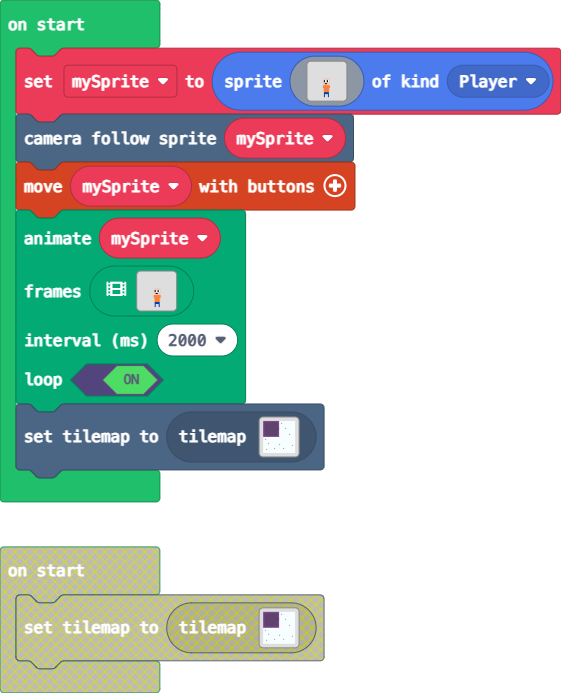 on start
set mySprite to sprite of kind Player
camera follow sprite mySprite
move mySprite with buttons
animate mySprite
frames
interval (ms) 2000
loop ON
set tilemap to tilemap
on start
set tilemap to tilemap